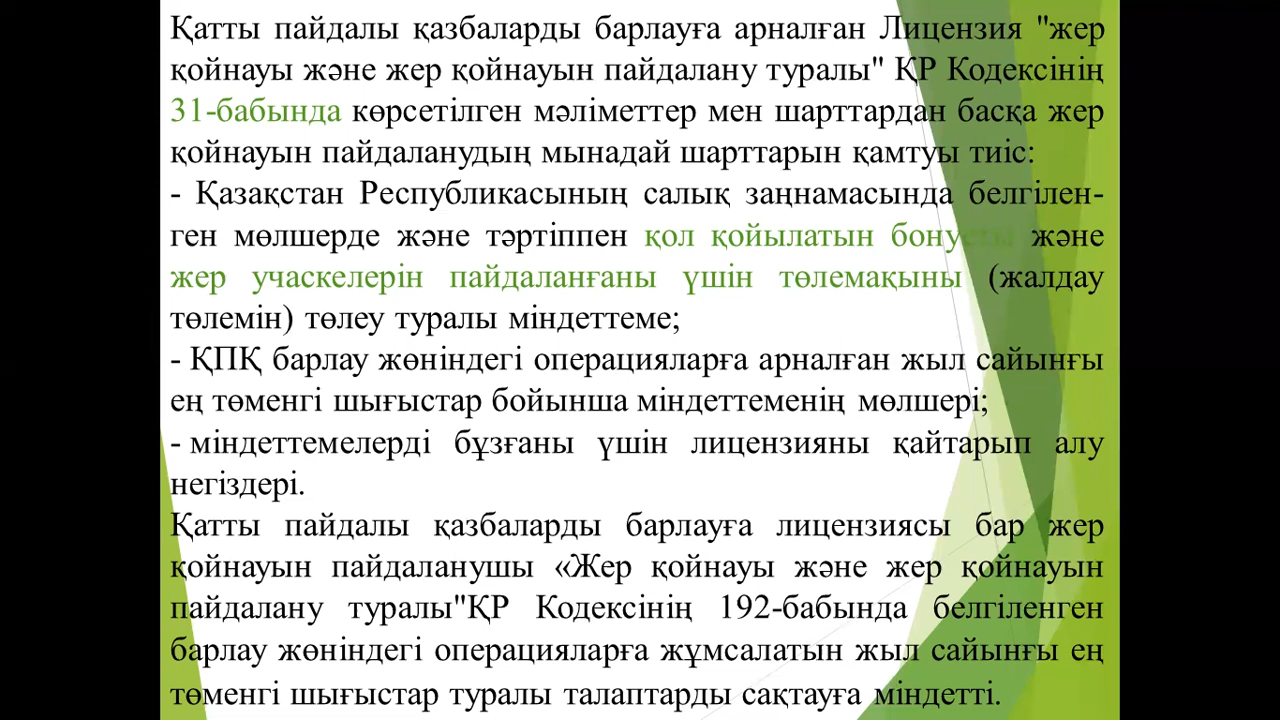 Қатты пайдалы қазбаларды барлауға арналған Лицензия "жер
қойнауы және жер қойнауын пайдалану туралы" ҚР Кодексінің
31-бабында көрсетілген мәліметтер мен шарттардан басқа жер
қойнауын пайдаланудың мынадай шарттарын қамтуы тиіс:
- Қазақстан Республикасының салық заңнамасында белгілен-
ген мөлшерде және тәртіппен қол қойылатын бонусты және
жер учаскелерін пайдаланғаны үшін төлемақыны (жалдау
төлемін) төлеу туралы міндеттеме;
- ҚПҚ барлау жөніндегі операцияларға арналған жыл сайынғы
ең төменгі шығыстар бойынша міндеттеменің мөлшері;
- міндеттемелерді бұзғаны үшін лицензияны қайтарып алу
негіздері.
Қатты пайдалы қазбаларды барлауға лицензиясы бар жер
қойнауын пайдаланушы «Жер қойнауы және жер қойнауын
пайдалану туралы"ҚР Кодексінің 192-бабында белгіленген
барлау жөніндегі операцияларға жұмсалатын жыл сайынғы ең
төменгі шығыстар туралы талаптарды сақтауға міндетті.